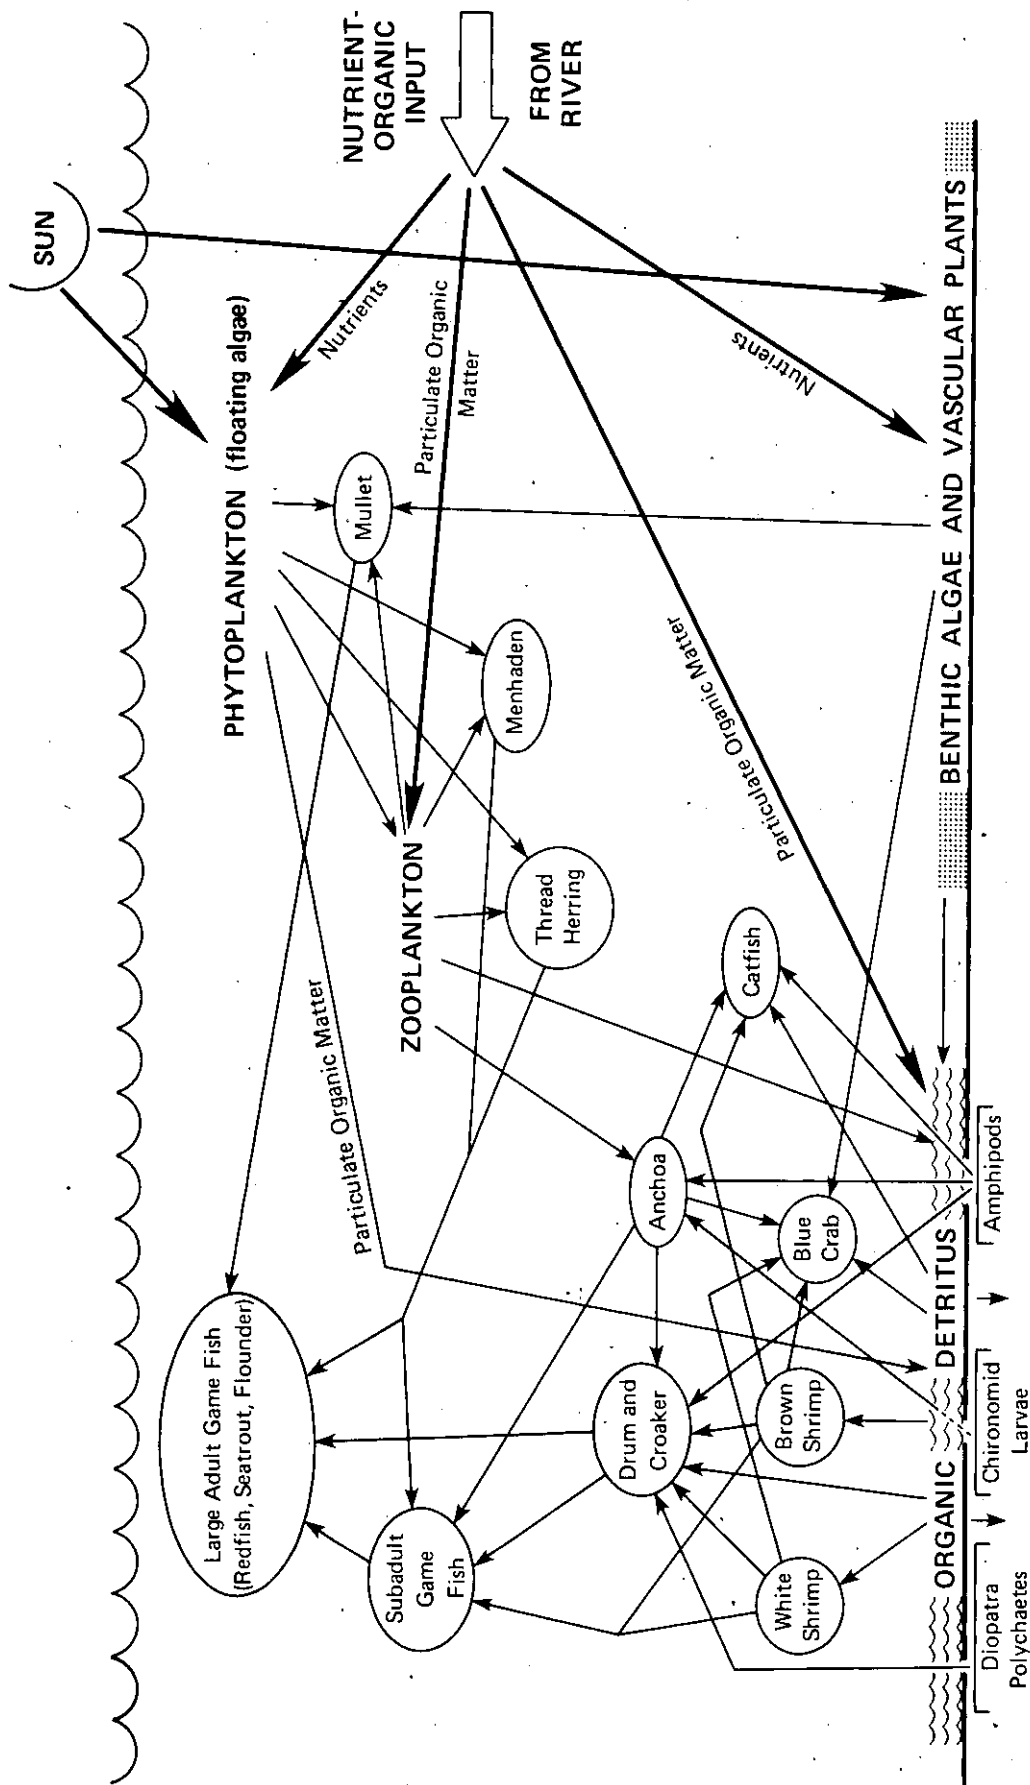 SUN
NUTRIENT-
ORGANIC
INPUT
FROM
RIVER
PHYTOPLANKTON (floating algae)
Nutrients
Particulate Organic
Matter
Mullet
Menhaden
ZOOPLANKTON
Thread
Herring
Particulate Organic Matter
Large Adult Game Fish
(Redfish, Seatrout, Flounder)
Subadult
Game
Fish
Drum and
Croaker
Anchoa
Catfish
Particulate Organic Matter
Nutrients
White
Shrimp
Brown
Shrimp
Blue
Crab
ORGANIC DETRITUS
BENTHIC ALGAE AND VASCULAR PLANTS
Diopatra
Polychaetes
Chironomid
Larvae
Amphipods